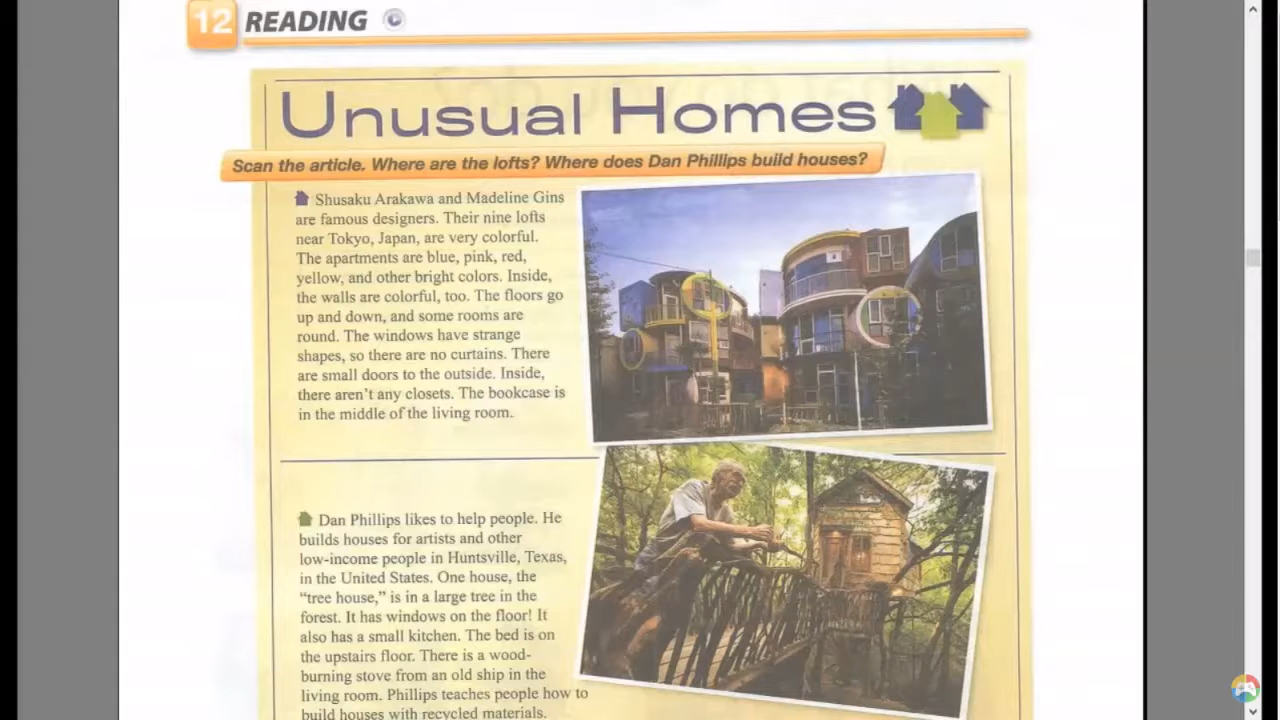 12 READING
Unusual Homes
Scan the article. Where are the lofts? Where does Dan Phillips build houses?
Shusaku Arakawa and Madeline Gins
are famous designers. Their nine lofts
near Tokyo, Japan, are very colorful.
The apartments are blue, pink, red,
yellow, and other bright colors. Inside,
the walls are colorful, too. The floors go
up and down, and some rooms are
round. The windows have strange
shapes, so there are no curtains. There
are small doors to the outside. Inside,
there aren't any closets. The bookcase is
in the middle of the living room.
Dan Phillips likes to help people. He
builds houses for artists and other
low-income people in Huntsville, Texas,
in the United States. One house, the
“tree house,” is in a large tree in the
forest. It has windows on the floor! It
also has a small kitchen. The bed is on
the upstairs floor. There is a wood-
burning stove from an old ship in the
living room. Phillips teaches people how to
build houses with recycled materials.